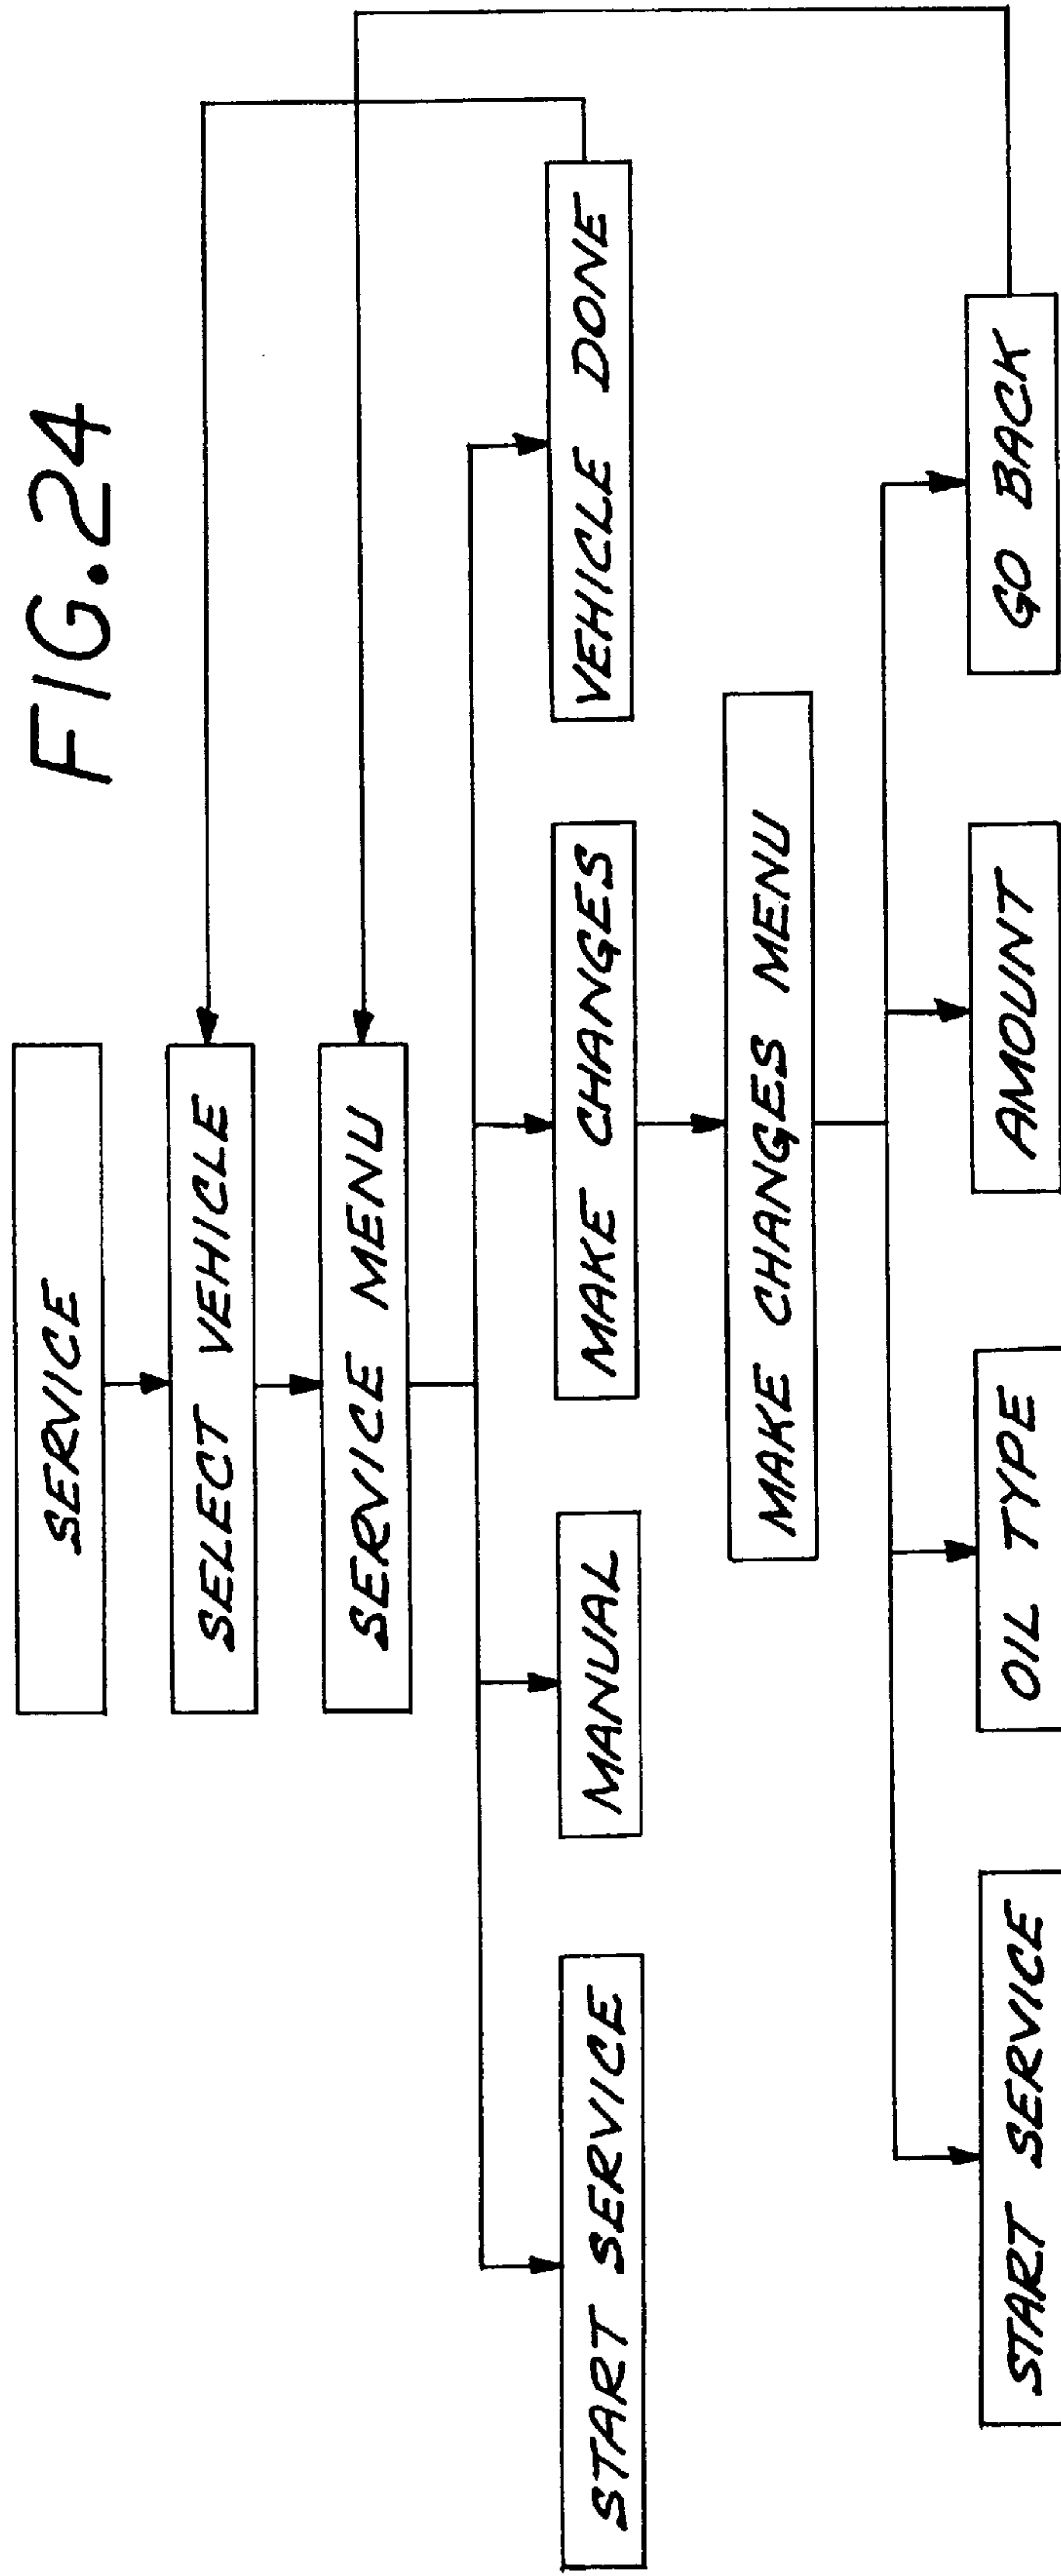 FIG.24
SERVICE
SELECT VEHICLE
SERVICE MENU
START SERVICE
MANUAL
MAKE CHANGES
VEHICLE DONE
MAKE CHANGES MENU
START SERVICE
OIL TYPE
AMOUNT
GO BACK